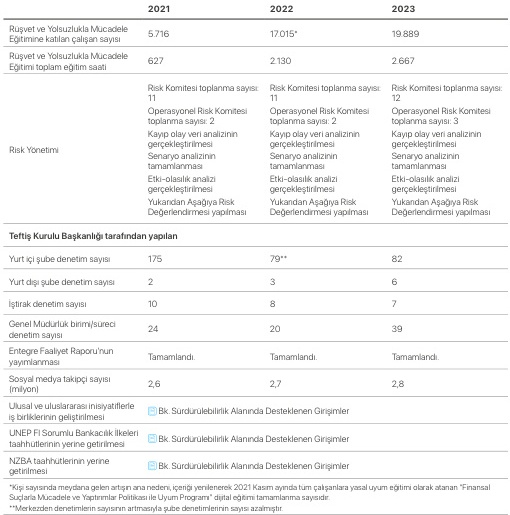 2021 2022 2023
Rüşvet ve Yolsuzlukla Mücadele
Eğitimine katılan çalışan sayısı 5.716 17.015* 19.889
Rüşvet ve Yolsuzlukla Mücadele
Eğitimi toplam eğitim saati 627 2.130 2.667
Risk Komitesi toplanma sayısı: Risk Komitesi toplanma sayısı: Risk Komitesi toplanma sayısı:
11 11 12
Operasyonel Risk Komitesi Operasyonel Risk Komitesi Operasyonel Risk Komitesi
toplanma sayısı: 2 toplanma sayısı: 2 toplanma sayısı: 3
Kayıp olay veri analizinin Kayıp olay veri analizinin Kayıp olay veri analizinin
gerçekleştirilmesi gerçekleştirilmesi gerçekleştirilmesi
Risk Yönetimi Senaryo analizinin Senaryo analizinin Senaryo analizinin
tamamlanması tamamlanması tamamlanması
Etki-olasılık analizi Etki-olasılık analizi Etki-olasılık analizi
gerçekleştirilmesi gerçekleştirilmesi gerçekleştirilmesi
Yukarıdan Aşağıya Risk Yukarıdan Aşağıya Risk Yukarıdan Aşağıya Risk
Değerlendirmesi yapılması Değerlendirmesi yapılması Değerlendirmesi yapılması
Teftiş Kurulu Başkanlığı tarafından yapılan
Yurt içi şube denetim sayısı 175 79** 82
Yurt dışı şube denetim sayısı 2 3 6
İştirak denetim sayısı 10 8 7
Genel Müdürlük birimi/süreci
denetim sayısı 24 20 39
Entegre Faaliyet Raporu'nun
yayımlanması Tamamlandı. Tamamlandı. Tamamlandı.
Sosyal medya takipçi sayısı
(milyon) 2,6 2,7 2,8
Ulusal ve uluslararası inisiyatiflerle
iş birliklerinin geliştirilmesi Bk. Sürdürülebilirlik Alanında Desteklenen Girişimler
UNEP FI Sorumlu Bankacılık İlkeleri
taahhütlerinin yerine getirilmesi Bk. Sürdürülebilirlik Alanında Desteklenen Girişimler
NZBA taahhütlerinin yerine
getirilmesi Bk. Sürdürülebilirlik Alanında Desteklenen Girişimler
*Kişi sayısında meydana gelen artışın ana nedeni, içeriği yenilenerek 2021 Kasım ayında tüm çalışanlara yasal uyum eğitimi olarak atanan "Finansal
Suçlarla Mücadele ve Yaptırımlar Politikası ile Uyum Programı" dijital eğitimi tamamlanma sayısıdır.
**Merkezden denetimlerin sayısının artmasıyla şube denetimlerinin sayısı azalmıştır.